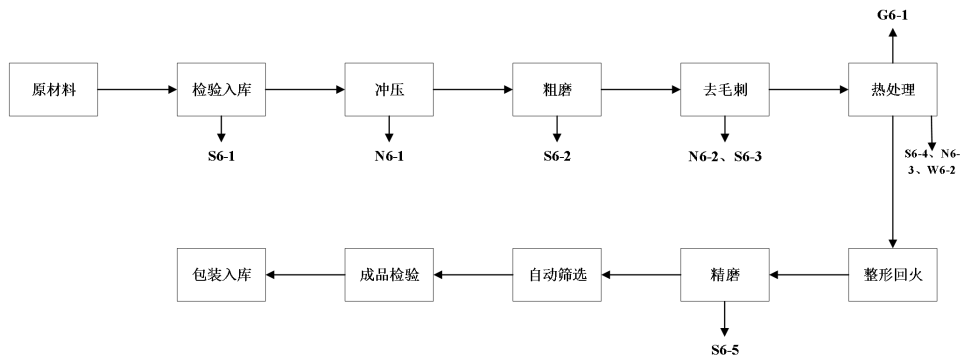 G6-1
原材料
检验入库
冲压
粗磨
去毛刺
热处理
S6-1
N6-1
S6-2
N6-2、S6-3
S6-4、N6-
3、W6-2
包装入库
成品检验
自动筛选
精磨
整形回火
S6-5